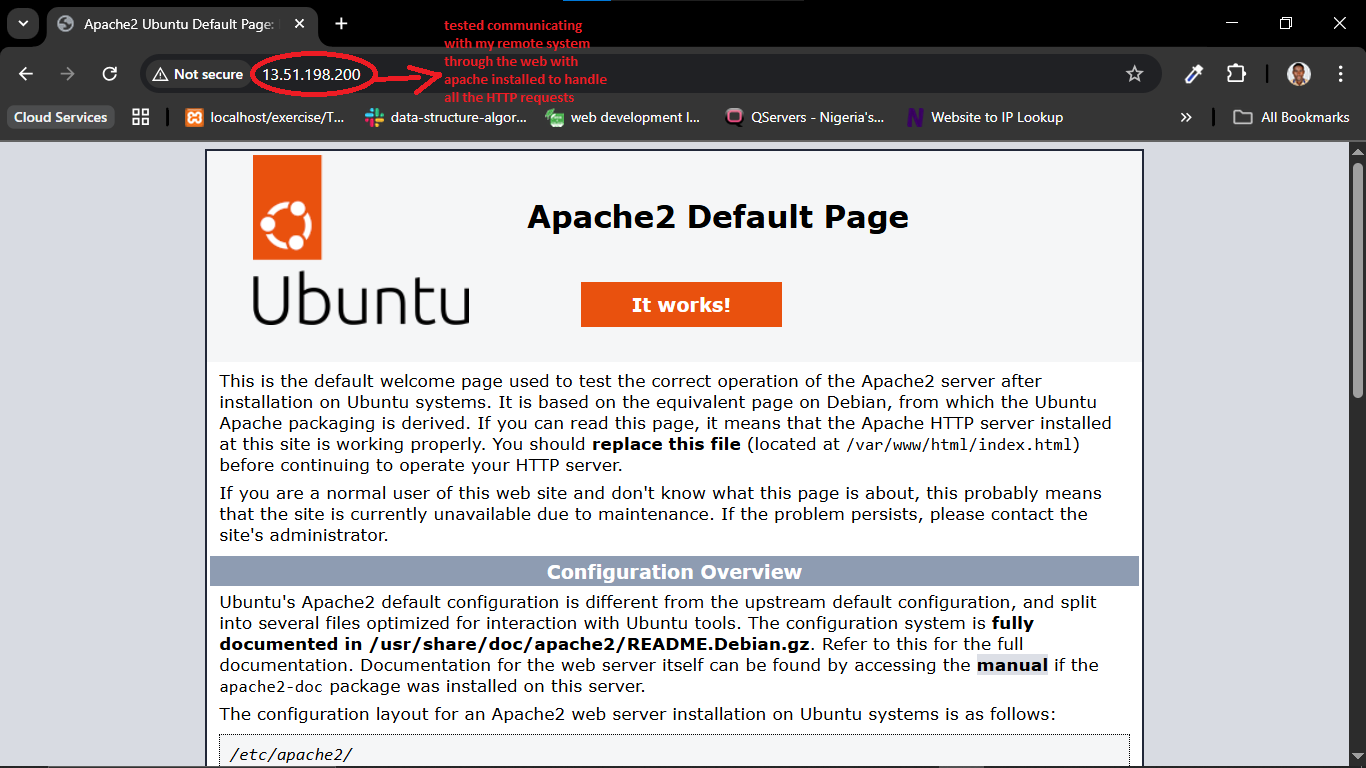 Apache2 Ubuntu Default Page:
tested communicating
with my remote system
through the web with
apache installed to handle
all the HTTP requests
Not secure
13.51.198.200
Cloud Services
localhost/exercise/T...
data-structure-algor...
web development l...
QServers - Nigeria's...
Website to IP Lookup
»
All Bookmarks
Ubuntu
Apache2 Default Page
It works!
This is the default welcome page used to test the correct operation of the Apache2 server after
installation on Ubuntu systems. It is based on the equivalent page on Debian, from which the Ubuntu
Apache packaging is derived. If you can read this page, it means that the Apache HTTP server installed
at this site is working properly. You should replace this file (located at /var/www/html/index.html)
before continuing to operate your HTTP server.
If you are a normal user of this web site and don't know what this page is about, this probably means
that the site is currently unavailable due to maintenance. If the problem persists, please contact the
site's administrator.
Configuration Overview
Ubuntu's Apache2 default configuration is different from the upstream default configuration, and split
into several files optimized for interaction with Ubuntu tools. The configuration system is fully
documented in /usr/share/doc/apache2/README.Debian.gz. Refer to this for the full
documentation. Documentation for the web server itself can be found by accessing the manual if the
apache2-doc package was installed on this server.
The configuration layout for an Apache2 web server installation on Ubuntu systems is as follows:
/etc/apache2/